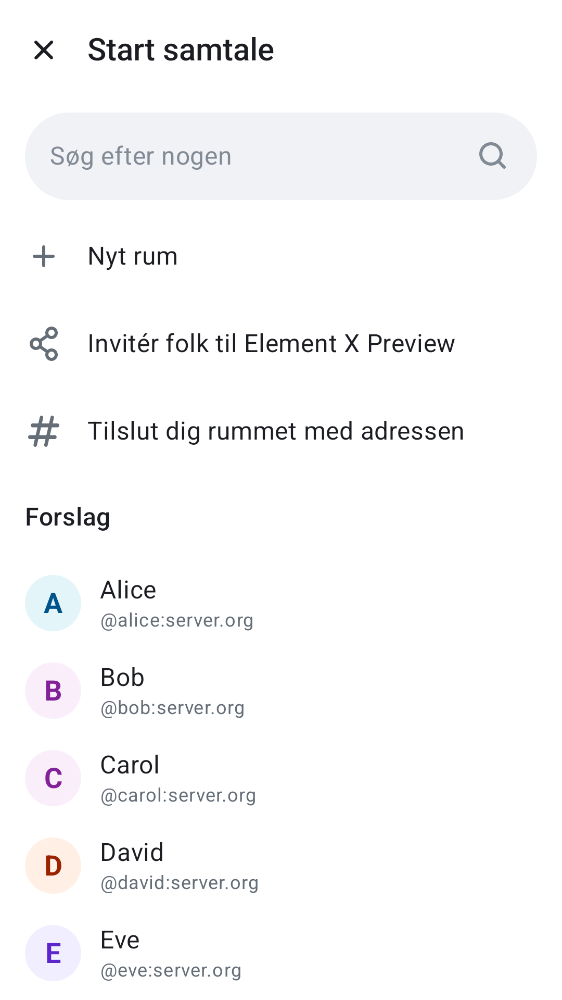 Start samtale
Søg efter nogen
Nyt rum
Invitér folk til Element X Preview
Tilslut dig rummet med adressen
Forslag
A
Alice
@alice:server.org
B
Bob
@bob:server.org
C
Carol
@carol:server.org
D
David
@david:server.org
E
Eve
@eve:server.org